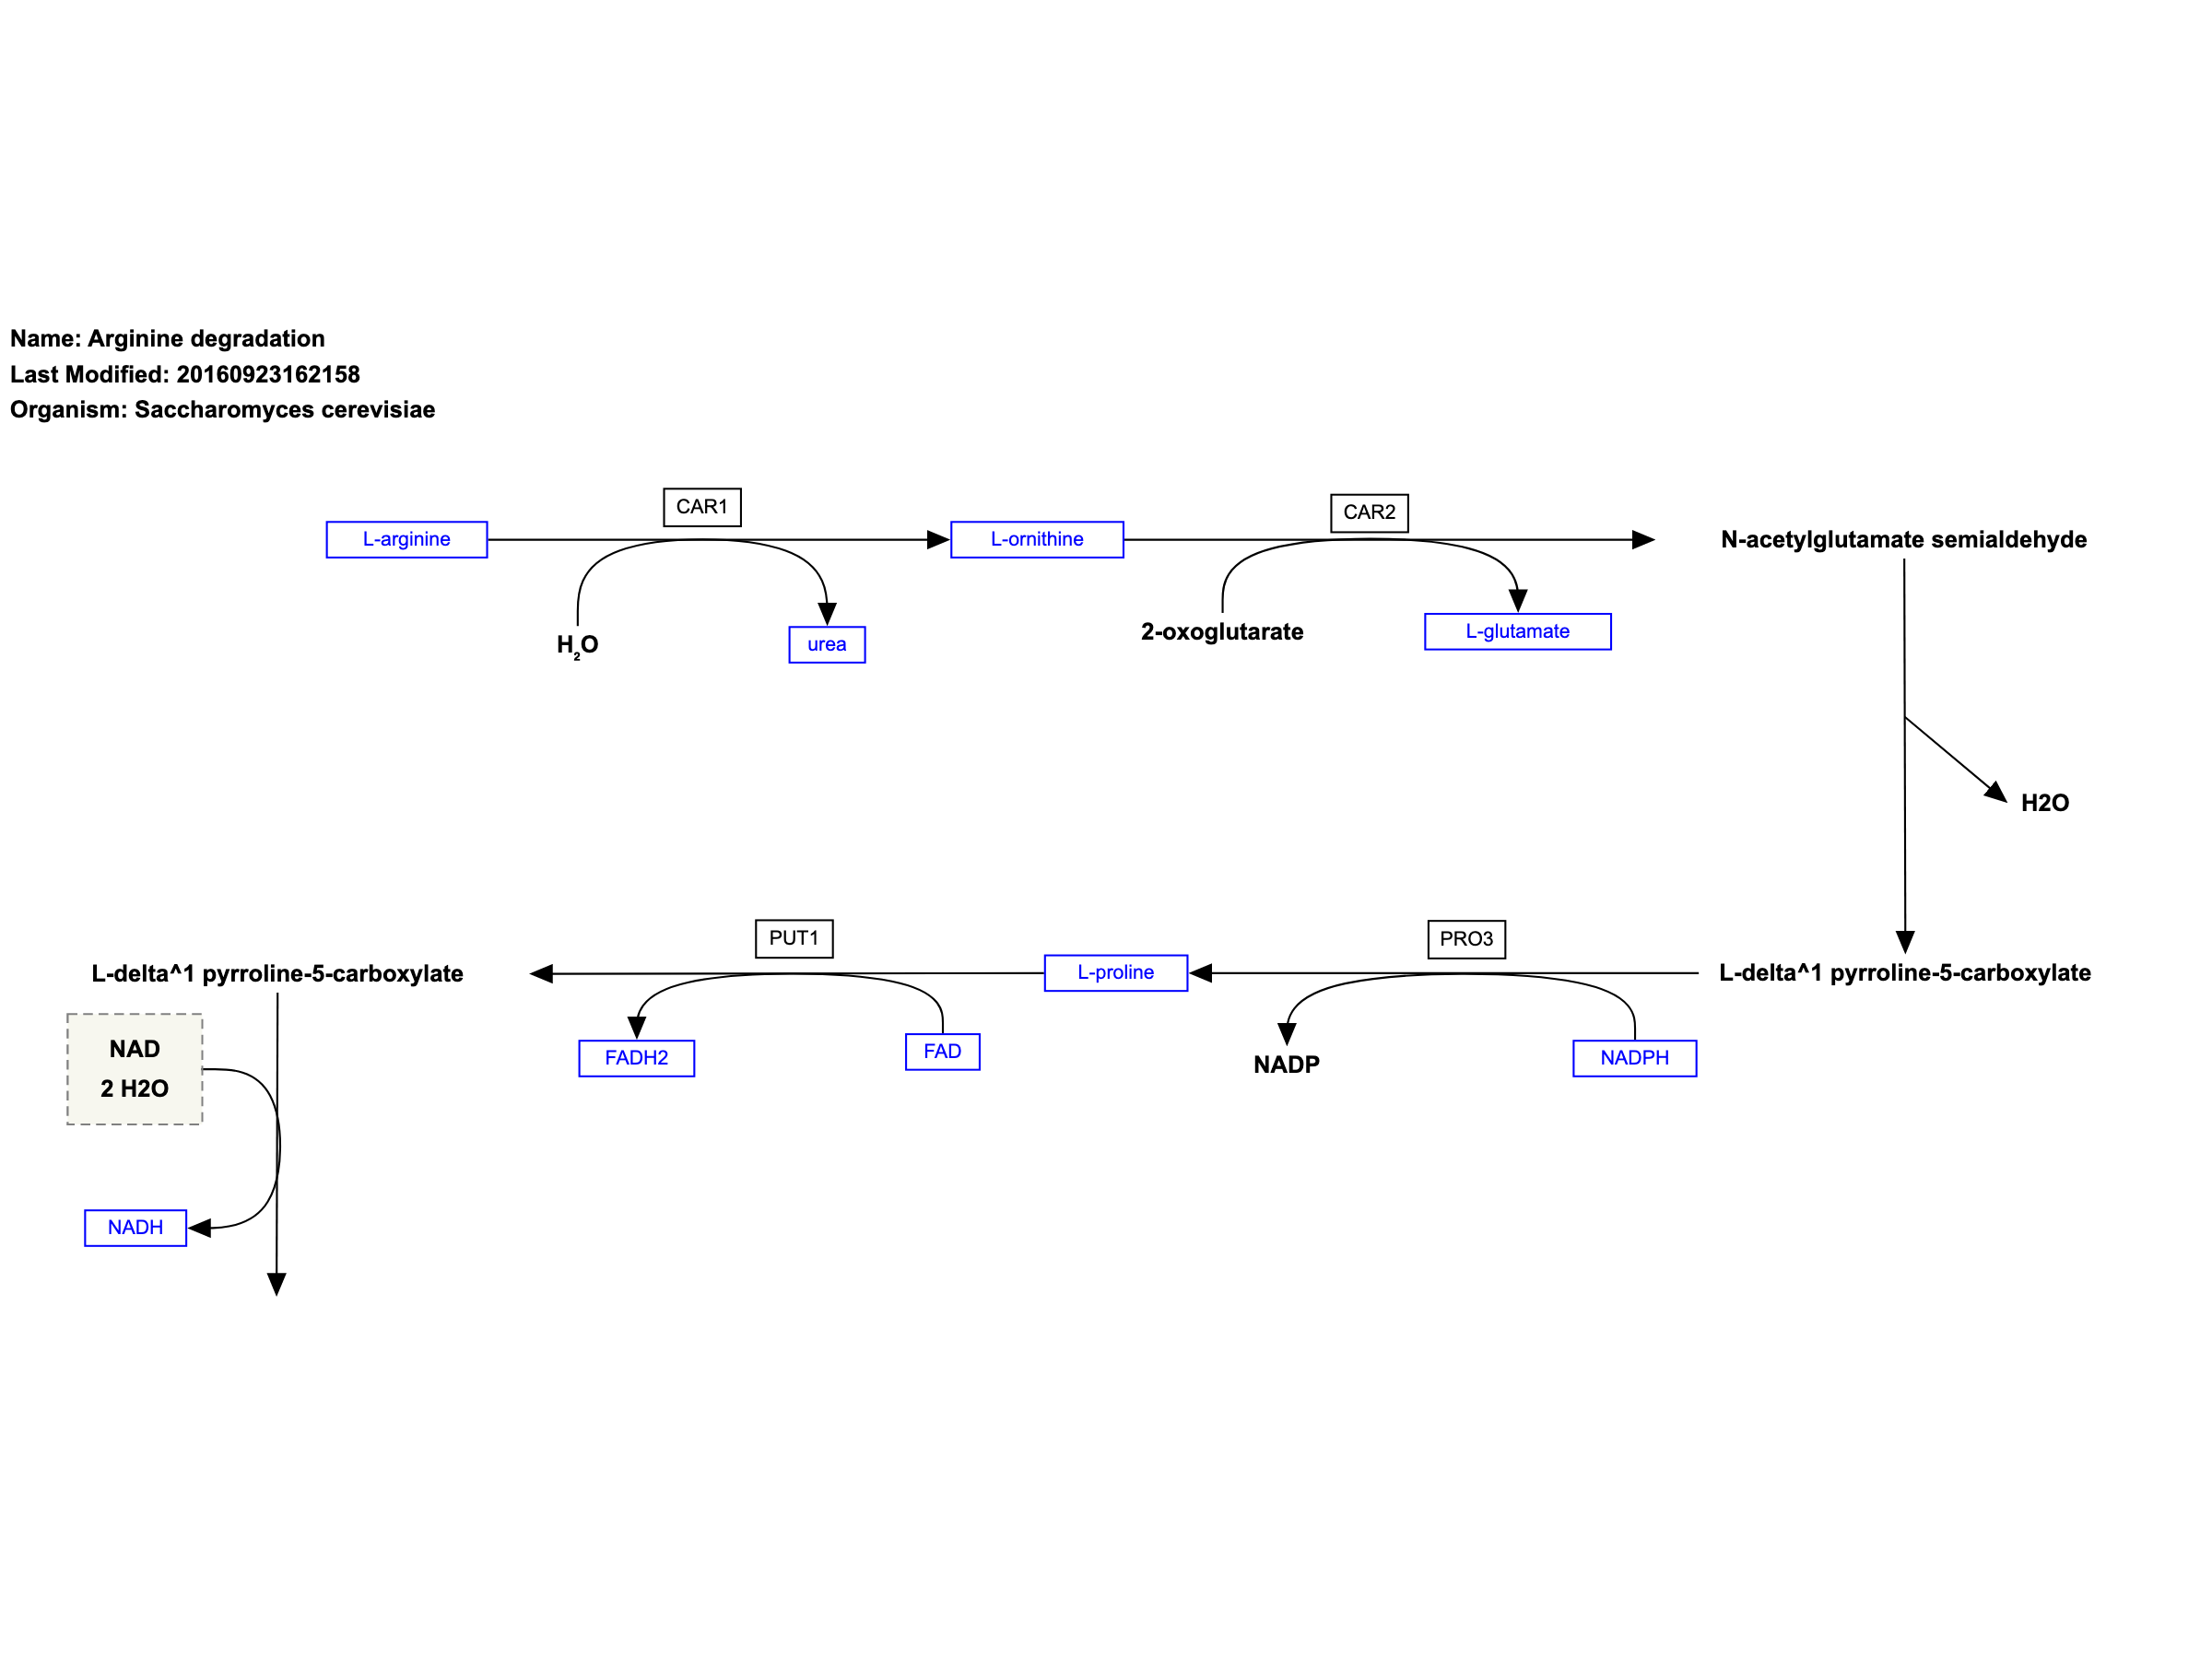 Name: Arginine degradation
Last Modified: 20160923162158
Organism: Saccharomyces cerevisiae
CAR1
CAR2
L-arginine
L-ornithine
N-acetylglutamate semialdehyde
H₂O
urea
2-oxoglutarate
L-glutamate
H2O
PUT1
PRO3
L-delta^1 pyrroline-5-carboxylate
L-proline
L-delta^1 pyrroline-5-carboxylate
FADH2
FAD
NADP
NADPH
NAD
2 H2O
NADH